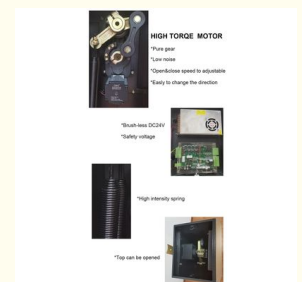 HIGH TORQE MOTOR
*Pure gear
*Low noise
*Open&close speed to adjustable
*Easily to change the direction
*Brush-less DC24V
*Safety voltage
*High intensity spring
*Top can be opened